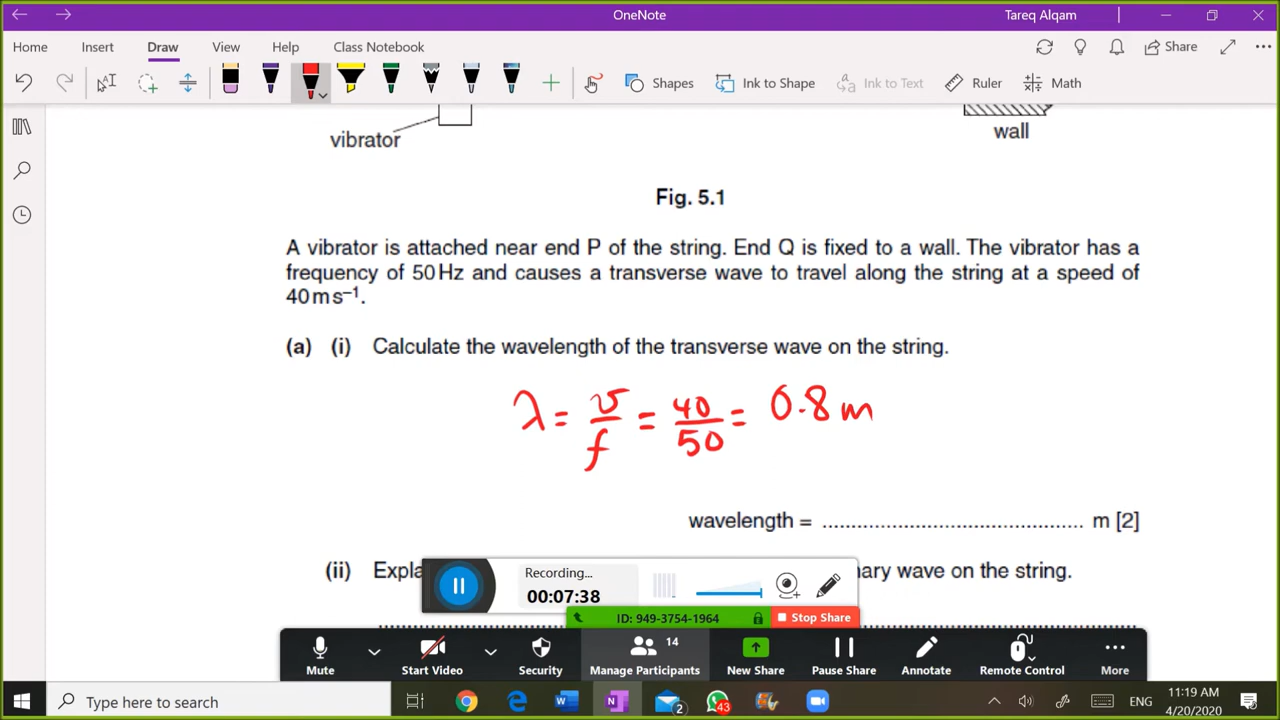 OneNote
Tareq Alqam
Home Insert Draw View Help Class Notebook
Share
Shapes Ink to Shape Ink to Text Ruler Math
vibrator
wall
Fig. 5.1
A vibrator is attached near end P of the string. End Q is fixed to a wall. The vibrator has a
frequency of 50 Hz and causes a transverse wave to travel along the string at a speed of
40 m s⁻¹.
(a) (i) Calculate the wavelength of the transverse wave on the string.
λ = v/f = 40/50 = 0.8 m
wavelength = ............................................. m [2]
(ii) Expla
nary wave on the string.
Recording...
00:07:38
ID: 949-3754-1964 Stop Share
14
Mute Start Video Security Manage Participants New Share Pause Share Annotate Remote Control More
Type here to search
2
43
ENG
11:19 AM
4/20/2020